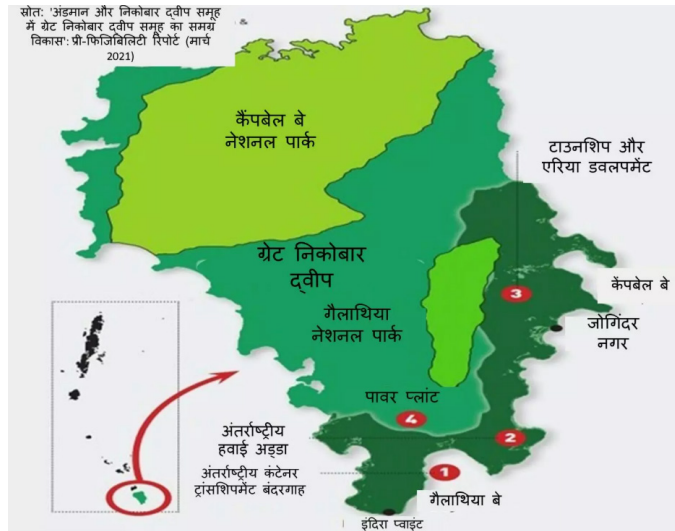 स्रोत: 'अंडमान और निकोबार द्वीप समूह
में ग्रेट निकोबार द्वीप समूह का समग्र
विकास': प्री-फिजिबिलिटी रिपोर्ट (मार्च
2021)
कैंपबेल बे
नेशनल पार्क
टाउनशिप और
एरिया डवलपमेंट
ग्रेट निकोबार
द्वीप
गैलाथिया
नेशनल पार्क
3
केंपबेल बे
जोगिंदर
नगर
पावर प्लांट
4
अंतर्राष्ट्रीय
हवाई अड्डा
2
अंतर्राष्ट्रीय कंटेनर
ट्रांसशिपमेंट बंदरगाह
1
गैलाथिया बे
इंदिरा प्वाइंट